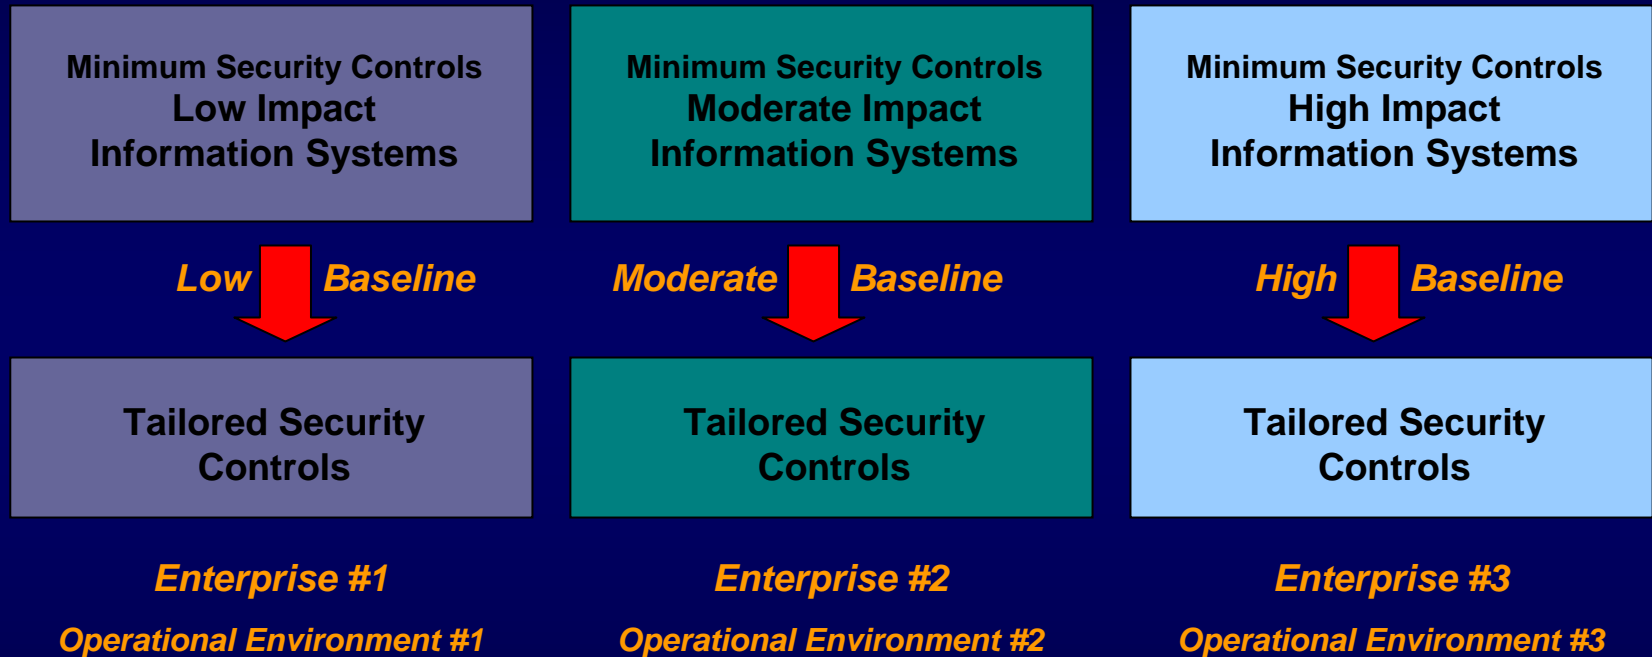 Minimum Security Controls
Low Impact
Information Systems
Minimum Security Controls
Moderate Impact
Information Systems
Minimum Security Controls
High Impact
Information Systems
Low Baseline
Moderate Baseline
High Baseline
Tailored Security
Controls
Tailored Security
Controls
Tailored Security
Controls
Enterprise #1
Enterprise #2
Enterprise #3
Operational Environment #1
Operational Environment #2
Operational Environment #3